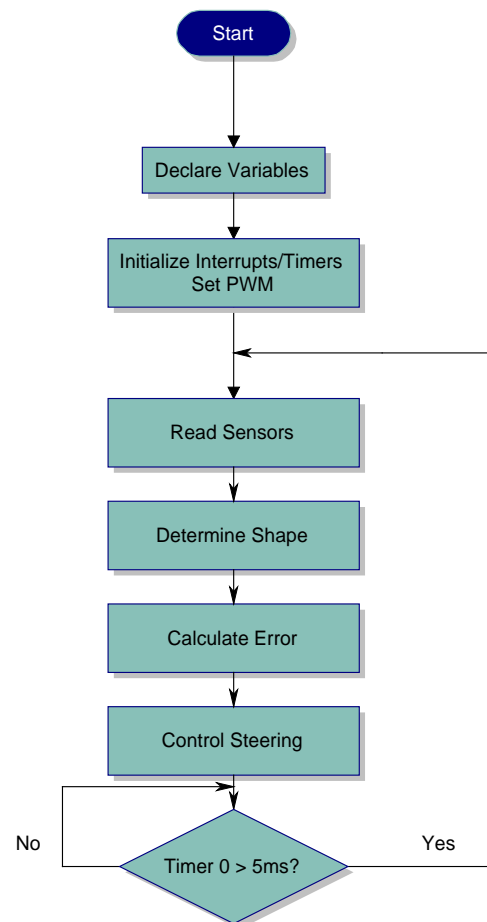 Start
Declare Variables
Initialize Interrupts/Timers
Set PWM
Read Sensors
Determine Shape
Calculate Error
Control Steering
No
Timer 0 > 5ms?
Yes